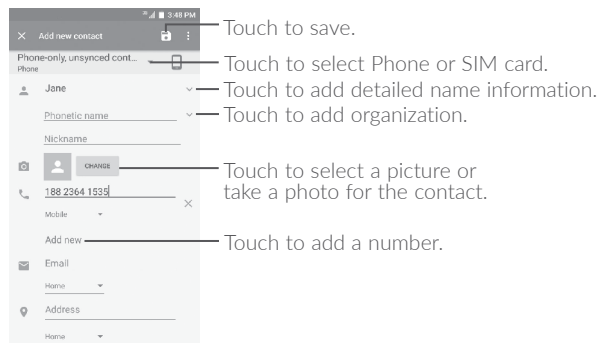 3:48 PM
Add new contact
Touch to save.
Phone-only, unsynced cont...
Phone
Touch to select Phone or SIM card.
Jane
Touch to add detailed name information.
Phonetic name
Touch to add organization.
Nickname
CHANGE
Touch to select a picture or
take a photo for the contact.
188 2364 1535
Mobile
Add new
Touch to add a number.
Email
Home
Address
Home